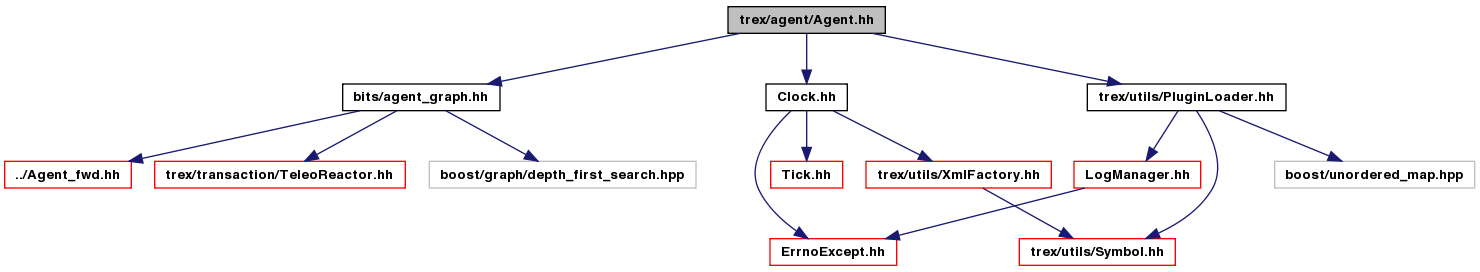 trex/agent/Agent.hh
bits/agent_graph.hh
Clock.hh
trex/utils/PluginLoader.hh
../Agent_fwd.hh
trex/transaction/TeleoReactor.hh
boost/graph/depth_first_search.hpp
Tick.hh
trex/utils/XmlFactory.hh
LogManager.hh
boost/unordered_map.hpp
ErrnoExcept.hh
trex/utils/Symbol.hh